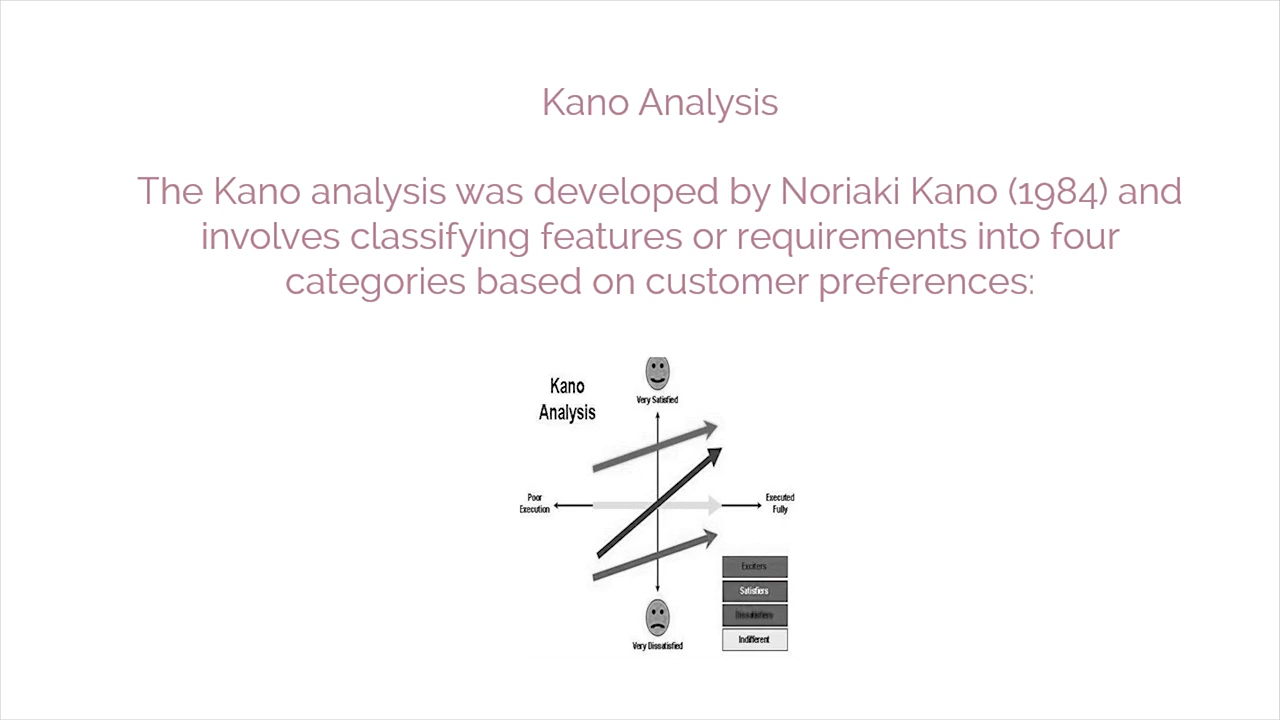 Kano Analysis
The Kano analysis was developed by Noriaki Kano (1984) and
involves classifying features or requirements into four
categories based on customer preferences:
Kano
Analysis
Very Satisfied
Poor
Execution
Executed
Fully
Exciters
Satisfiers
Dissatisfiers
Indifferent
Very Dissatisfied